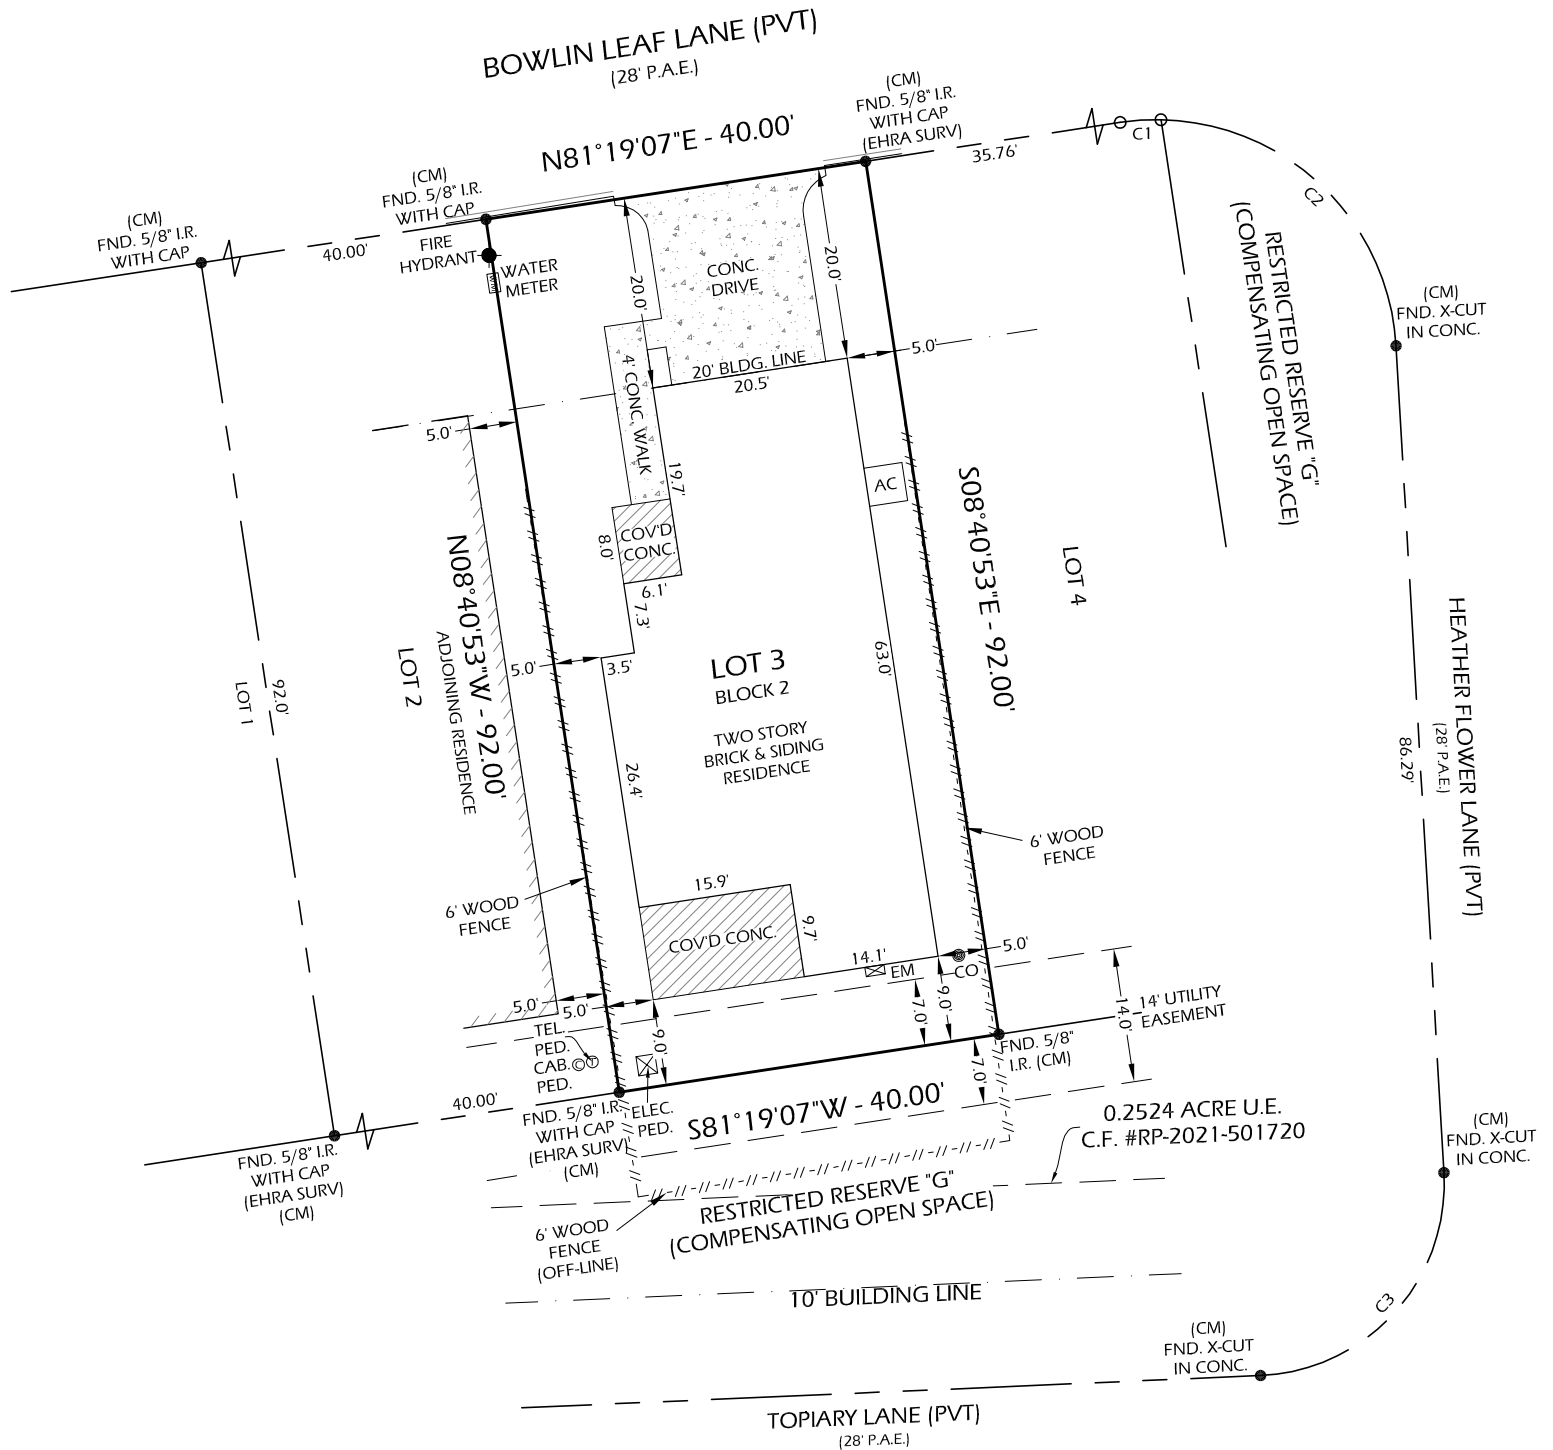 BOWLIN LEAF LANE (PVT)
(28' P.A.E.)
N81°19'07"E - 40.00'
(CM)
FND. 5/8" I.R.
WITH CAP
(EHRA SURV)
35.76'
C1
C2
(CM)
FND. 5/8" I.R.
WITH CAP
(CM)
FND. 5/8" I.R.
WITH CAP
40.00'
FIRE
HYDRANT
WATER
METER
WM
CONC.
DRIVE
20.0'
20.0'
RESTRICTED RESERVE "G"
(COMPENSATING OPEN SPACE)
(CM)
FND. X-CUT
IN CONC.
5.0'
20' BLDG. LINE
20.5'
4' CONC. WALK
5.0'
19.7'
AC
COV'D
CONC.
8.0'
6.1'
7.3'
S08°40'53"E - 92.00'
LOT 4
N08°40'53"W - 92.00'
ADJOINING RESIDENCE
LOT 2
LOT 1
92.0'
5.0'
3.5'
LOT 3
BLOCK 2
TWO STORY
BRICK & SIDING
RESIDENCE
63.0'
26.4'
HEATHER FLOWER LANE (PVT)
(28' P.A.E.)
86.29'
6' WOOD
FENCE
6' WOOD
FENCE
15.9'
9.7'
COV'D CONC.
14.1'
EM
CO
5.0'
5.0'
5.0'
9.0'
7.0'
9.0'
14.0'
14' UTILITY
EASEMENT
TEL.
PED.
CAB.
PED.
C
T
FND. 5/8"
I.R. (CM)
7.0'
40.00'
FND. 5/8" I.R.
WITH CAP
(EHRA SURV)
(CM)
ELEC.
PED.
S81°19'07"W - 40.00'
0.2524 ACRE U.E.
C.F. #RP-2021-501720
(CM)
FND. X-CUT
IN CONC.
FND. 5/8" I.R.
WITH CAP
(EHRA SURV)
(CM)
RESTRICTED RESERVE "G"
(COMPENSATING OPEN SPACE)
6' WOOD
FENCE
(OFF-LINE)
10' BUILDING LINE
C3
(CM)
FND. X-CUT
IN CONC.
TOPIARY LANE (PVT)
(28' P.A.E.)